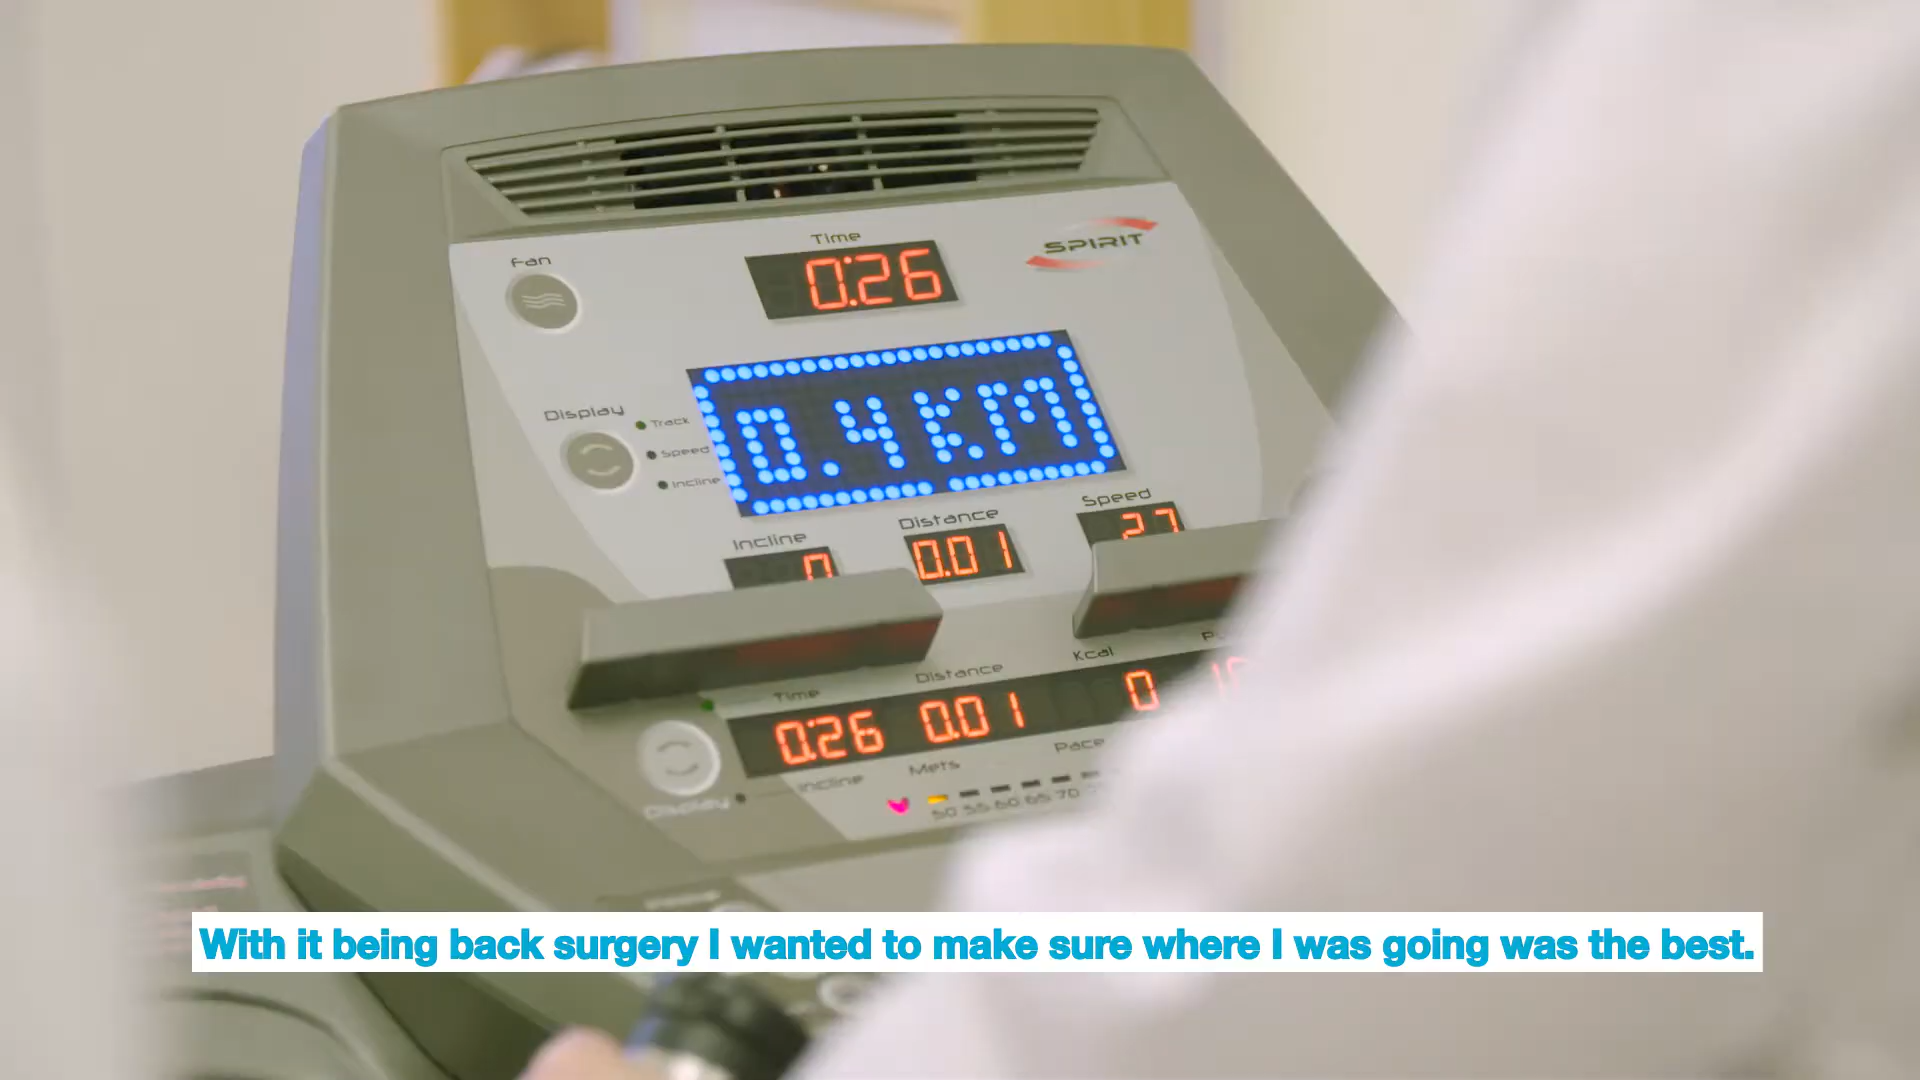 Time
SPIRIT
Fan
0:26
Display
Track
Speed
Incline
0.4KM
Incline
Distance
Speed
0
0.01
27
Time
Distance
Kcal
0:26
0.01
0
Display
Incline
Mets
Pace
50 55 60 65 70
With it being back surgery I wanted to make sure where I was going was the best.